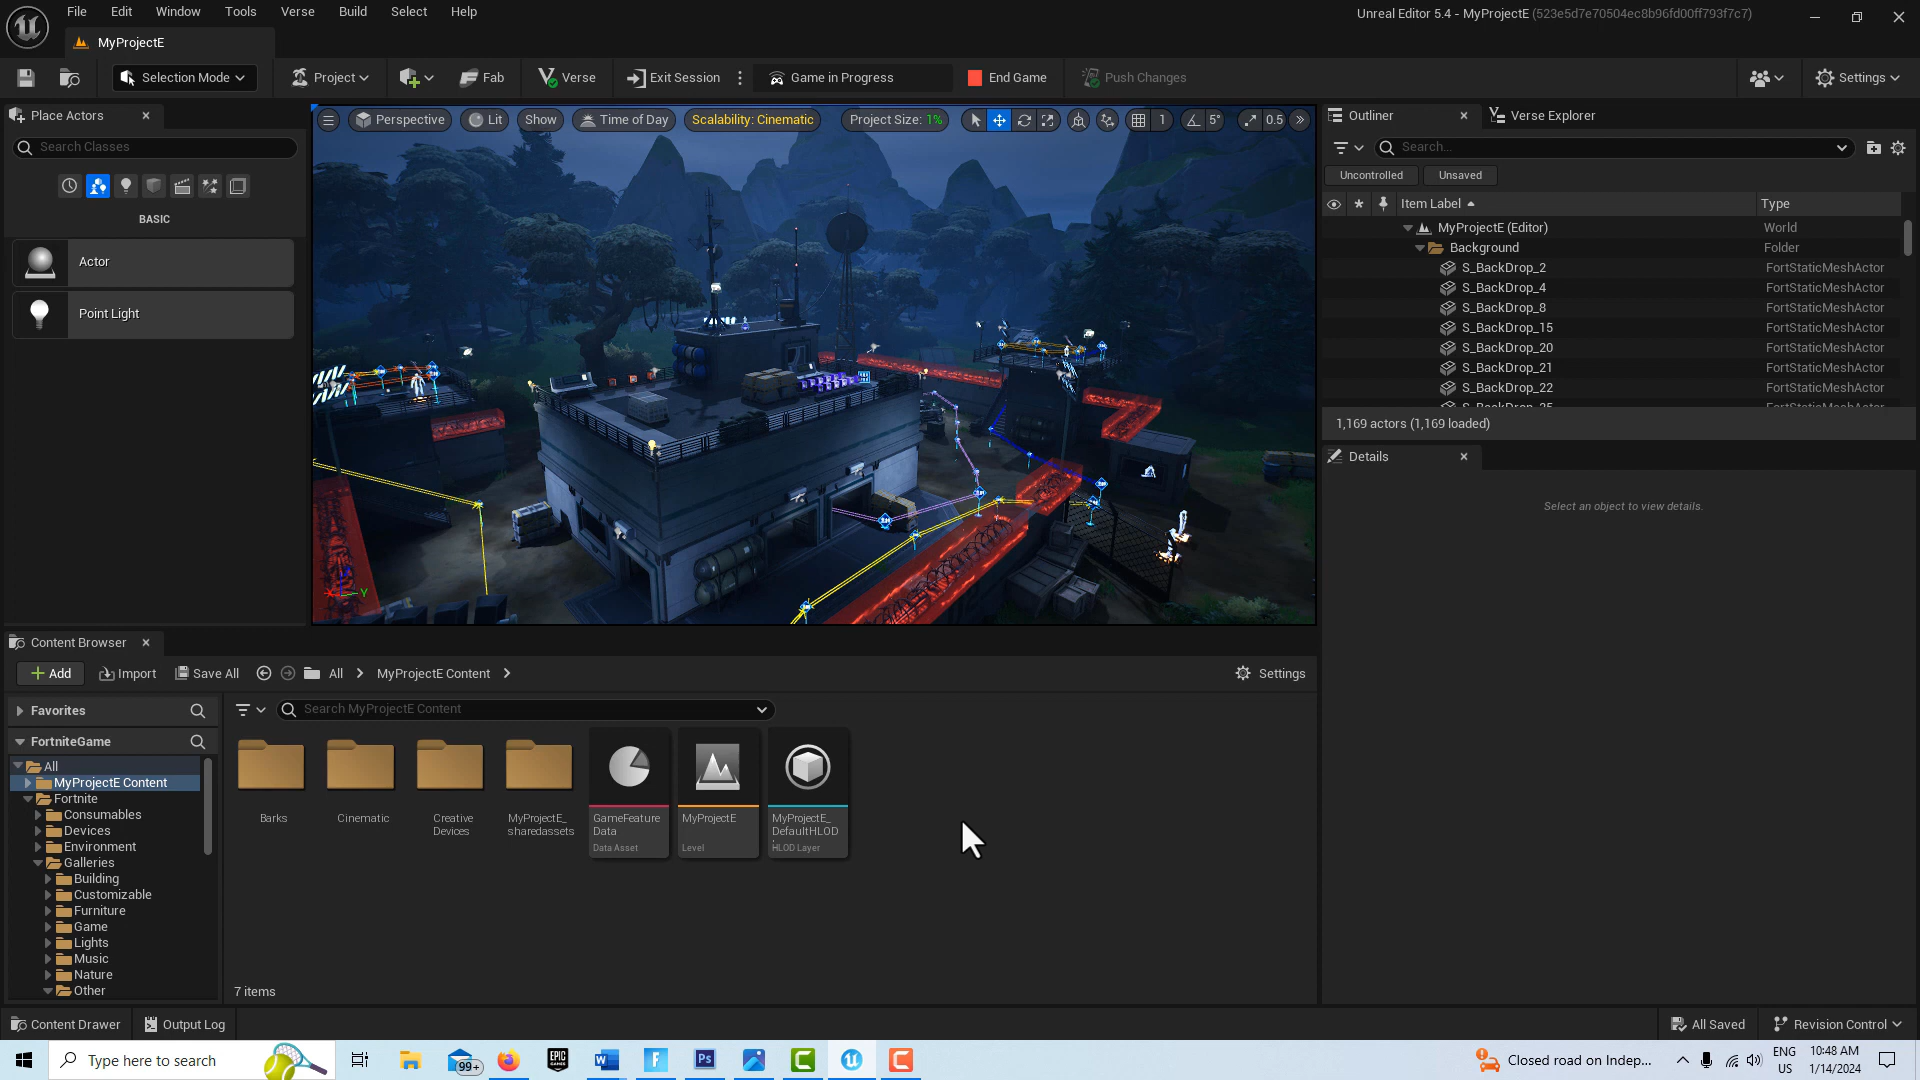 File Edit Window Tools Verse Build Select Help
Unreal Editor 5.4 - MyProjectE (523e5d7e70504ec8b96fd00ff793f7c7)
MyProjectE
Selection Mode Project Fab Verse Exit Session Game in Progress End Game Push Changes Settings
Place Actors
Search Classes
BASIC
Actor
Point Light
Perspective Lit Show Time of Day Scalability: Cinematic Project Size: 1% 1 5° 0.5
Y
Outliner Verse Explorer
Search...
Uncontrolled Unsaved
Item Label Type
MyProjectE (Editor) World
Background Folder
S_BackDrop_2 FortStaticMeshActor
S_BackDrop_4 FortStaticMeshActor
S_BackDrop_8 FortStaticMeshActor
S_BackDrop_15 FortStaticMeshActor
S_BackDrop_20 FortStaticMeshActor
S_BackDrop_21 FortStaticMeshActor
S_BackDrop_22 FortStaticMeshActor
1,169 actors (1,169 loaded)
Details
Select an object to view details.
Content Browser
Add Import Save All All MyProjectE Content Settings
Favorites
Search MyProjectE Content
FortniteGame
All
MyProjectE Content
Fortnite
Consumables
Devices
Environment
Galleries
Building
Customizable
Furniture
Game
Lights
Music
Nature
Other
Barks
Cinematic
Creative
Devices
MyProjectE_
sharedassets
GameFeature
Data
Data Asset
MyProjectE
Level
MyProjectE_
DefaultHLOD
HLOD Layer
7 items
Content Drawer Output Log All Saved Revision Control
Type here to search
99+
EPIC
GAMES
Ps
Closed road on Indep...
ENG
US
10:48 AM
1/14/2024